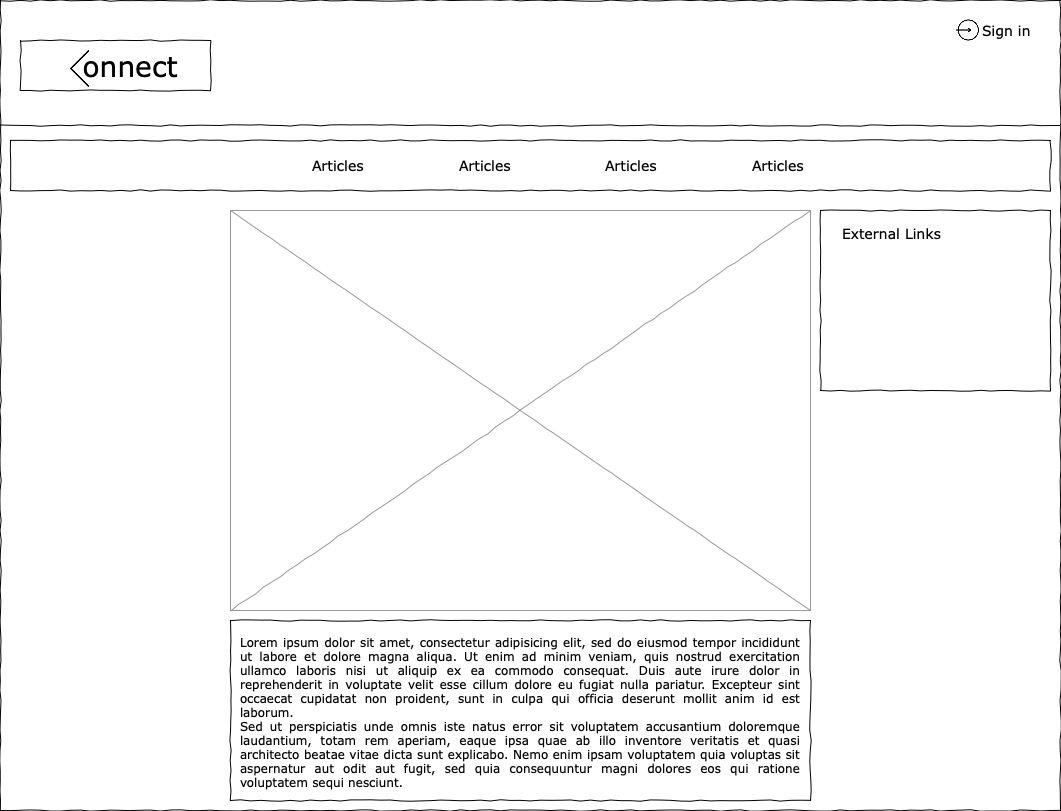 Sign in
Connect
Articles Articles Articles Articles
External Links
Lorem ipsum dolor sit amet, consectetur adipisicing elit, sed do eiusmod tempor incididunt
ut labore et dolore magna aliqua. Ut enim ad minim veniam, quis nostrud exercitation
ullamco laboris nisi ut aliquip ex ea commodo consequat. Duis aute irure dolor in
reprehenderit in voluptate velit esse cillum dolore eu fugiat nulla pariatur. Excepteur sint
occaecat cupidatat non proident, sunt in culpa qui officia deserunt mollit anim id est
laborum.
Sed ut perspiciatis unde omnis iste natus error sit voluptatem accusantium doloremque
laudantium, totam rem aperiam, eaque ipsa quae ab illo inventore veritatis et quasi
architecto beatae vitae dicta sunt explicabo. Nemo enim ipsam voluptatem quia voluptas sit
aspernatur aut odit aut fugit, sed quia consequuntur magni dolores eos qui ratione
voluptatem sequi nesciunt.